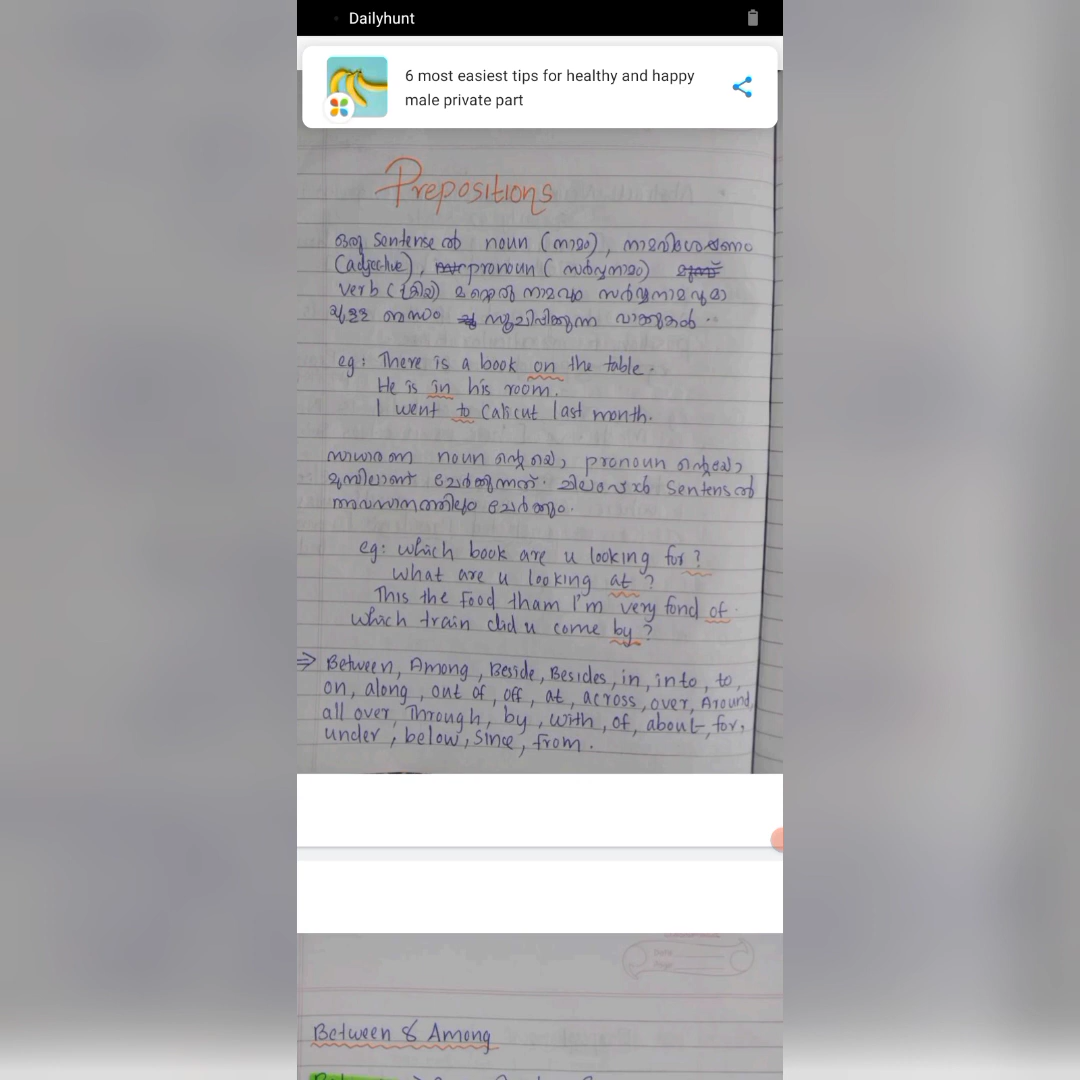 Dailyhunt
6 most easiest tips for healthy and happy
male private part
Prepositions
ഒരു Sentense ൽ noun (നാമം), നാമവിശേഷണം
(adjective), pronoun (സർവ്വനാമം)
verb (ക്രിയ) മറ്റൊരു നാമവും സർവ്വനാമവുമാ
യുള്ള ബന്ധം സൂചിപ്പിക്കുന്ന വാക്കുകൾ.
eg: There is a book on the table.
He is in his room.
I went to Calicut last month.
സാധാരണ noun ന്റെയോ, pronoun ന്റെയോ
മുന്നിലാണ് ചേർക്കുന്നത്. ചിലപ്പോൾ Sentens ൽ
അവസാനത്തിലും ചേർക്കും.
eg: which book are u looking for?
What are u looking at?
This the food tham I'm very fond of.
which train did u come by?
⇒ Between, Among, Beside, Besides, in, into, to,
on, along, out of, off, at, across, over, Around,
all over, Through, by, with, of, about, for,
under, below, since, from.
Between & Among